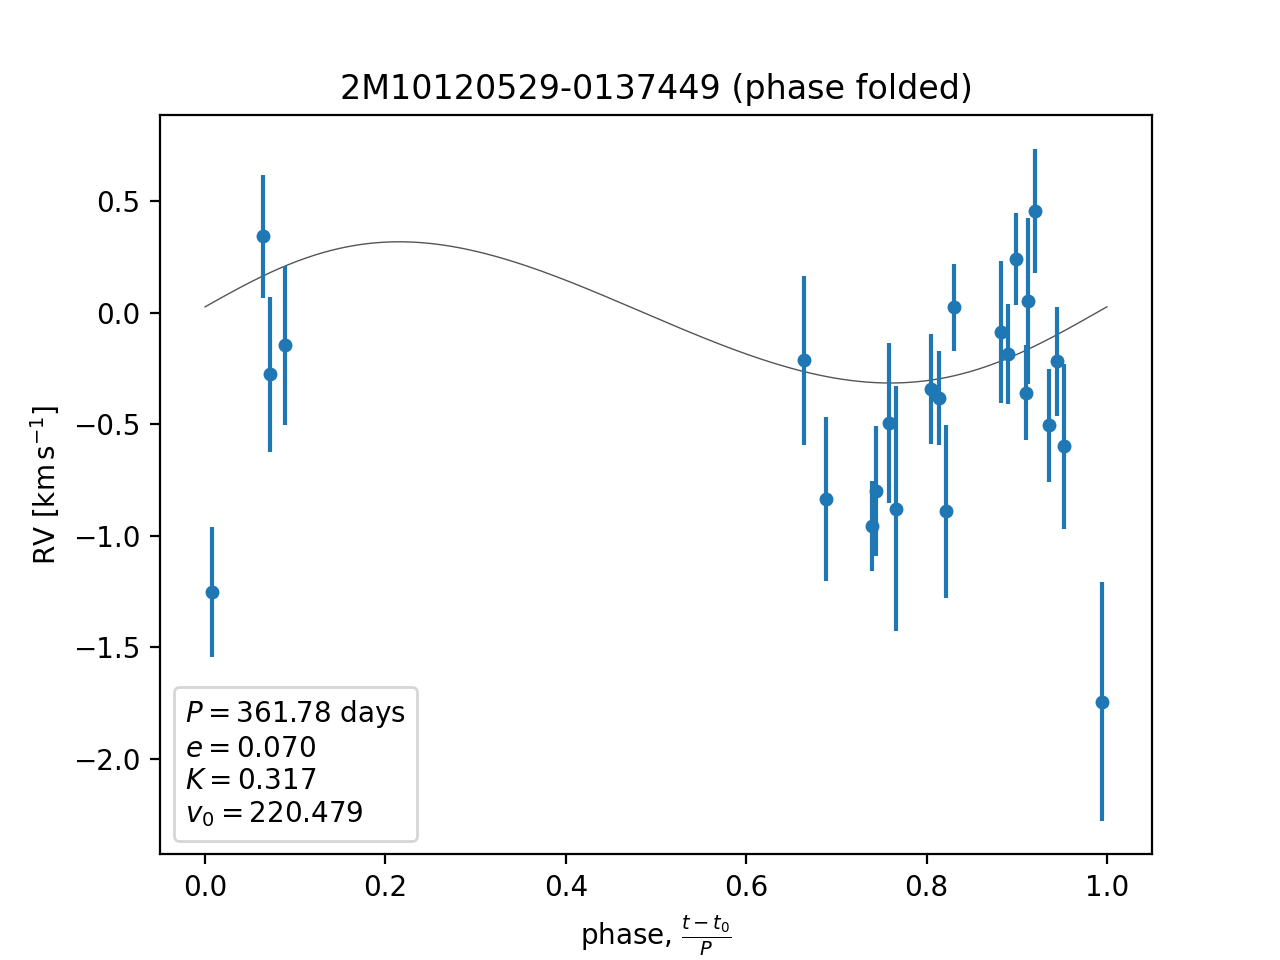 2M10120529-0137449 (phase folded)
RV [km s⁻¹]
0.5
0.0
−0.5
−1.0
−1.5
−2.0
P = 361.78 days
e = 0.070
K = 0.317
v₀ = 220.479
0.0 0.2 0.4 0.6 0.8 1.0
phase, (t − t₀)/P